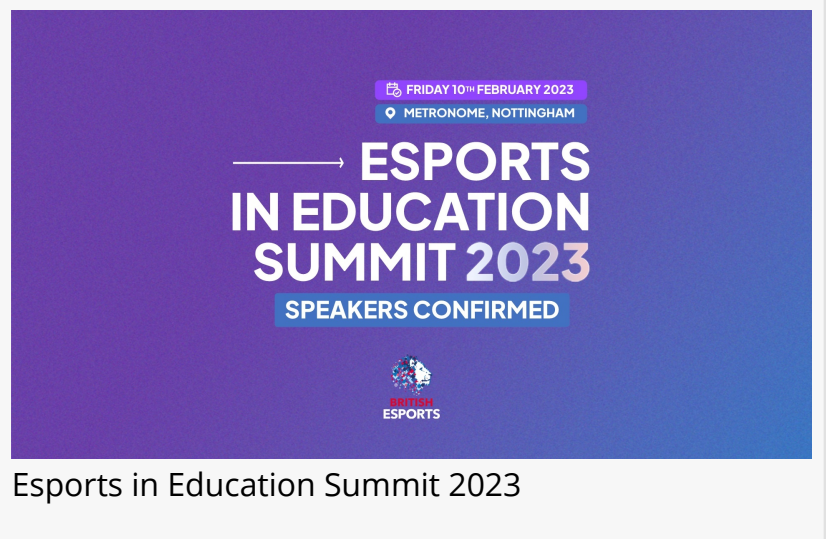 FRIDAY 10TH FEBRUARY 2023
METRONOME, NOTTINGHAM
ESPORTS
IN EDUCATION
SUMMIT 2023
SPEAKERS CONFIRMED
BRITISH
ESPORTS
Esports in Education Summit 2023